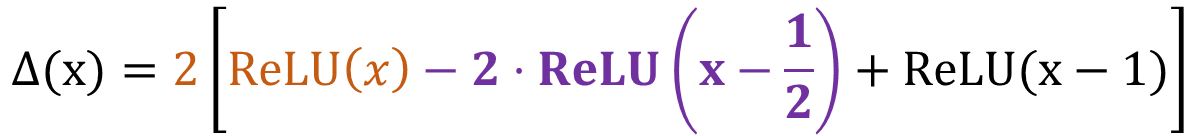 Δ(x) = 2 [ReLU(x) − 2 · ReLU (x − 1/2) + ReLU(x − 1)]